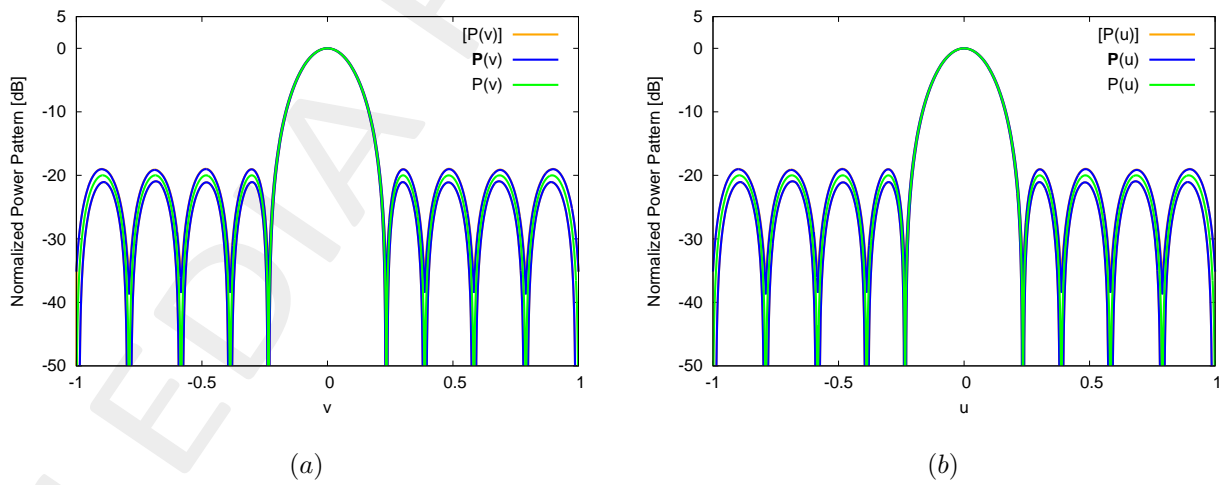 Normalized Power Pattern [dB]
5
0
-10
-20
-30
-40
-50
-1
-0.5
0
0.5
1
v
[P(v)]
P(v)
P(v)
(a)
Normalized Power Pattern [dB]
5
0
-10
-20
-30
-40
-50
-1
-0.5
0
0.5
1
u
[P(u)]
P(u)
P(u)
(b)
EDIA